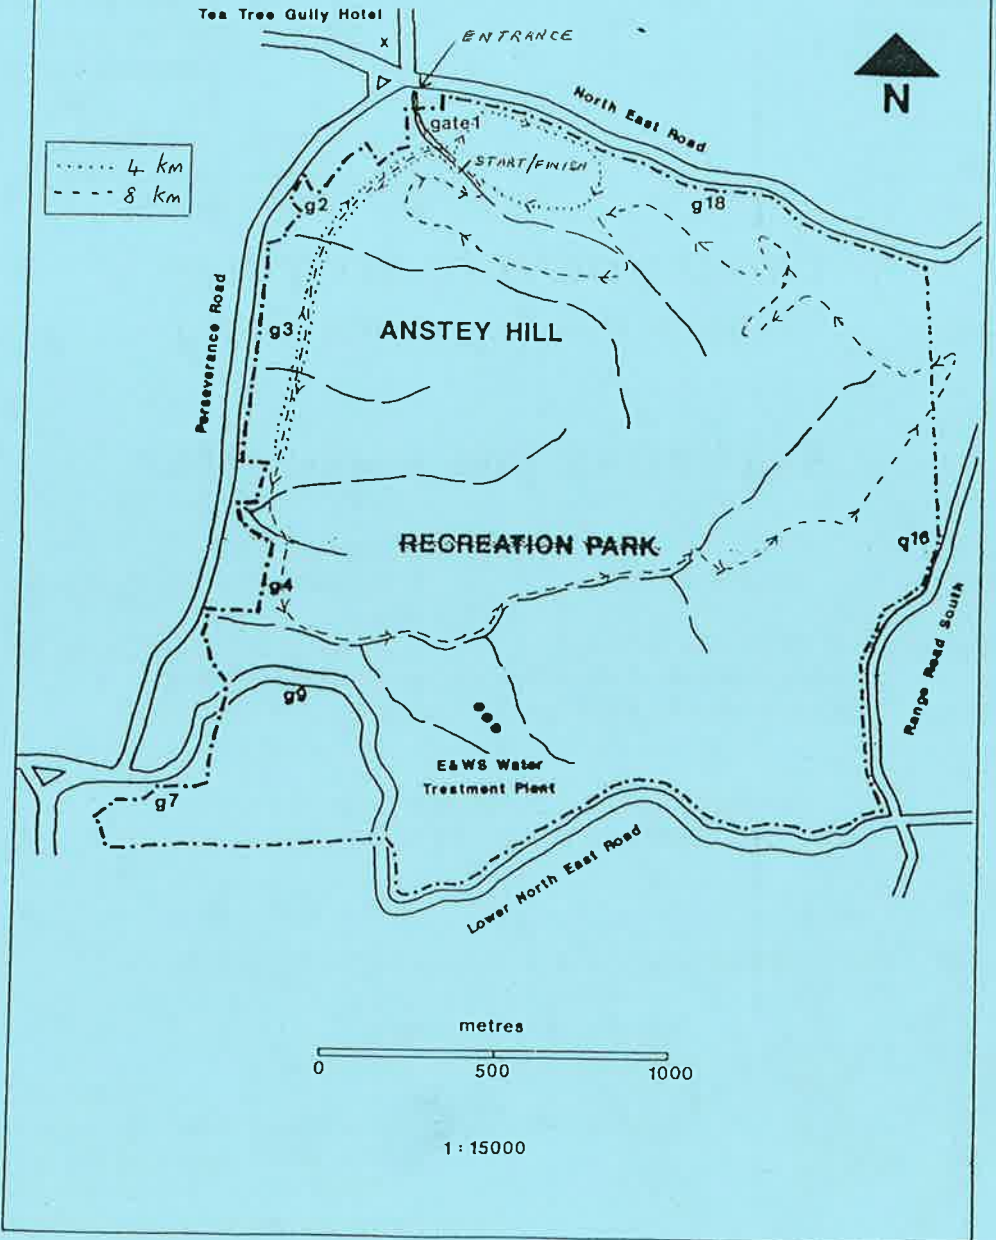 Tea Tree Gully Hotel
x
ENTRANCE
N
North East Road
gate1
START/FINISH
4 km
8 km
g2
g18
g3
ANSTEY HILL
Perseverance Road
RECREATION PARK
g16
g4
Range Road South
g9
E&WS Water
Treatment Plant
g7
Lower North East Road
metres
0 500 1000
1 : 15000